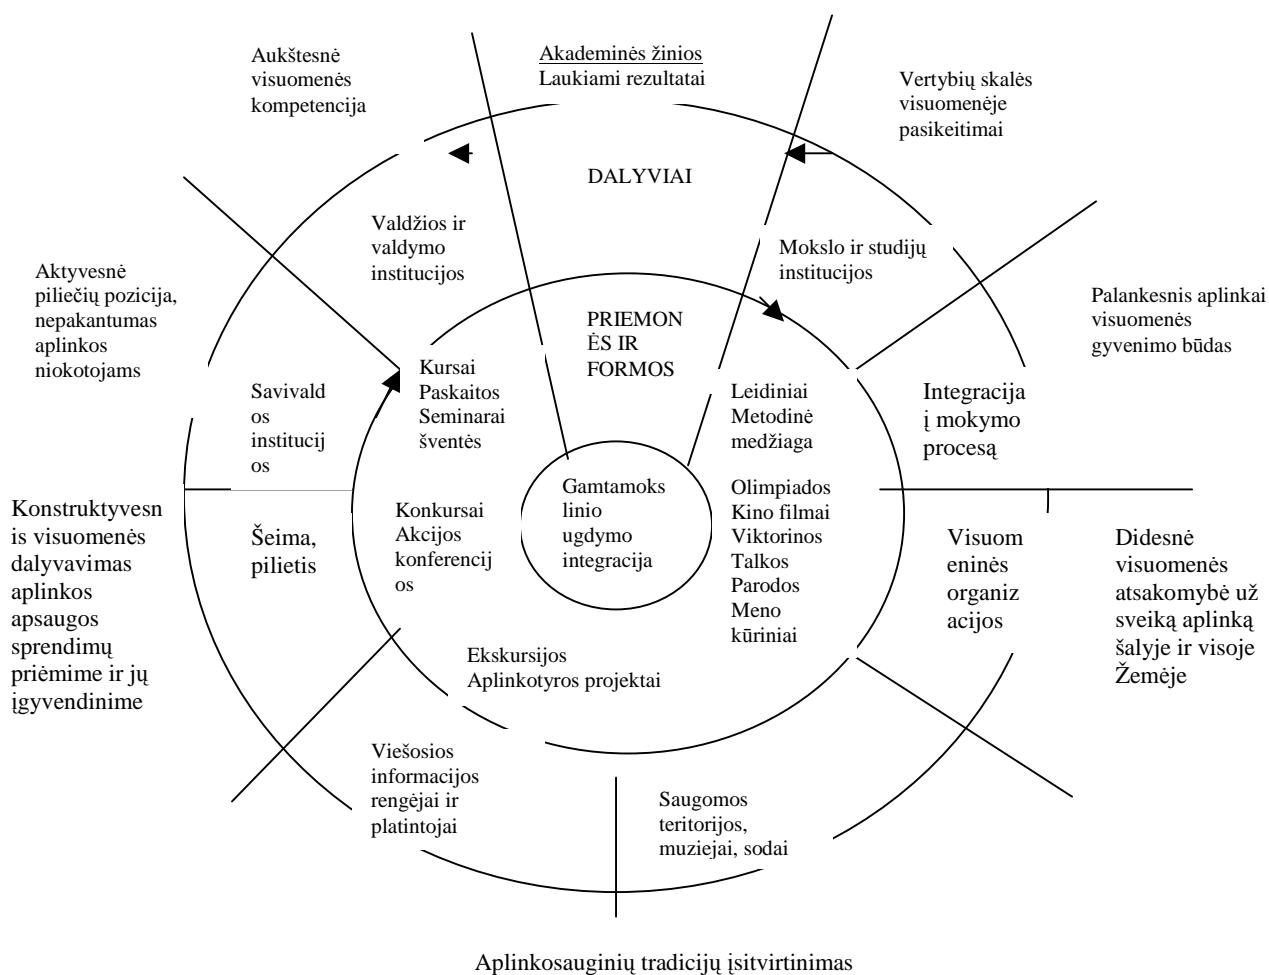 Akademinės žinios
Laukiami rezultatai
Aukštesnė
visuomenės
kompetencija
Vertybių skalės
visuomenėje
pasikeitimai
DALYVIAI
Valdžios ir
valdymo
institucijos
Mokslo ir studijų
institucijos
Aktyvesnė
piliečių pozicija,
nepakantumas
aplinkos
niokotojams
Palankesnis aplinkai
visuomenės
gyvenimo būdas
PRIEMON
ĖS IR
FORMOS
Kursai
Paskaitos
Seminarai
šventės
Leidiniai
Metodinė
medžiaga
Savivald
os
institucij
os
Integracija
į mokymo
procesą
Gamtamoks
linio
ugdymo
integracija
Konkursai
Akcijos
konferencij
os
Olimpiados
Kino filmai
Viktorinos
Talkos
Parodos
Meno
kūriniai
Konstruktyvesn
is visuomenės
dalyvavimas
aplinkos
apsaugos
sprendimų
priėmime ir jų
įgyvendinime
Šeima,
pilietis
Visuom
eninės
organiz
acijos
Didesnė
visuomenės
atsakomybė už
sveiką aplinką
šalyje ir visoje
Žemėje
Ekskursijos
Aplinkotyros projektai
Viešosios
informacijos
rengėjai ir
platintojai
Saugomos
teritorijos,
muziejai, sodai
Aplinkosauginių tradicijų įsitvirtinimas